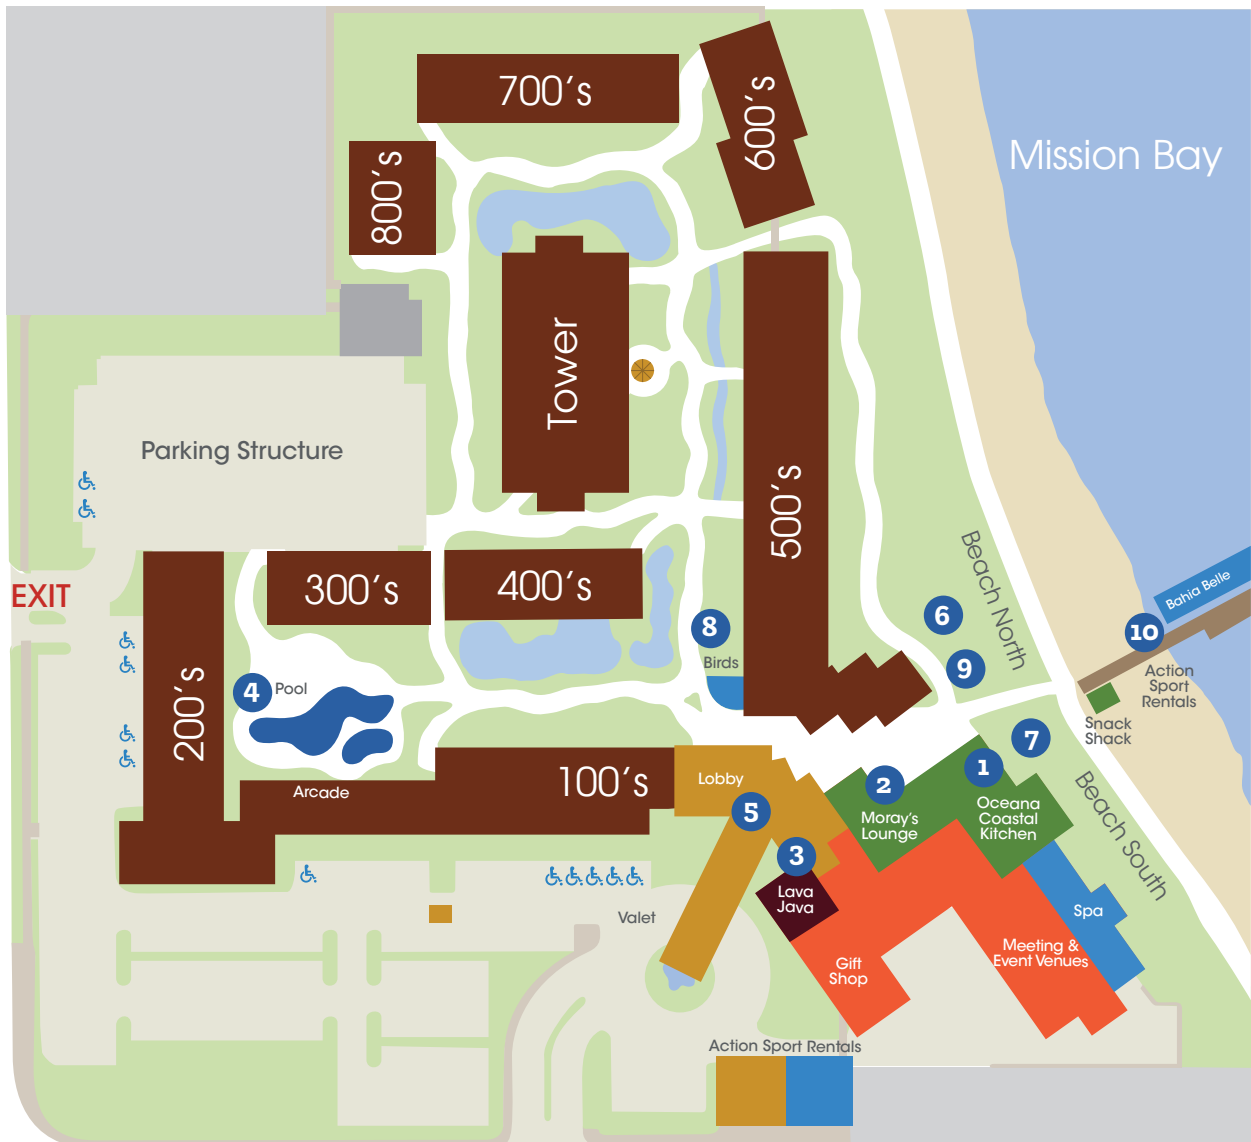 700's
600's
Mission Bay
800's
Tower
Parking Structure
500's
Beach North
EXIT
300's
400's
Bahia Belle
6
8
10
Birds
9
Action
Sport
Rentals
200's
4
Pool
Snack
Shack
7
1
100's
Lobby
2
Arcade
Oceana
Coastal
Kitchen
5
Moray's
Lounge
Beach South
3
Lava
Java
Spa
Valet
Meeting &
Event Venues
Gift
Shop
Action Sport Rentals